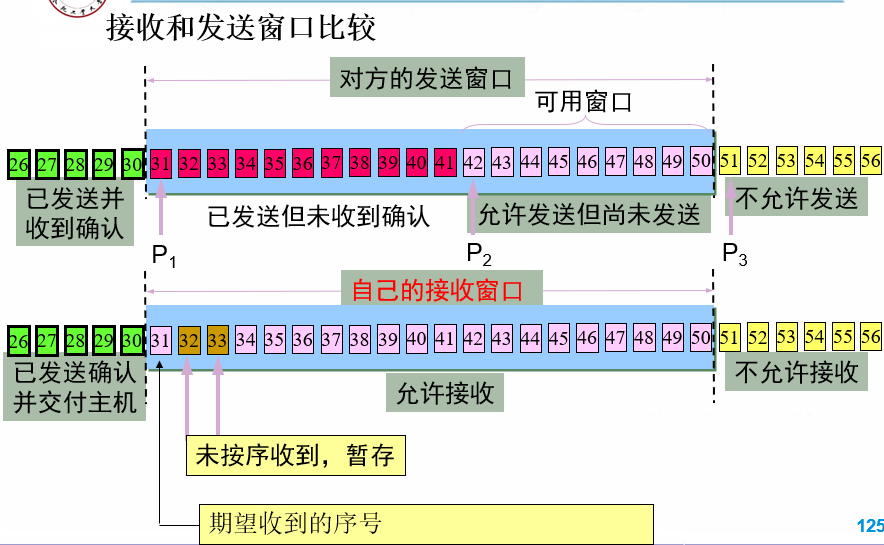 接收和发送窗口比较
对方的发送窗口
可用窗口
26 27 28 29 30 31 32 33 34 35 36 37 38 39 40 41 42 43 44 45 46 47 48 49 50 51 52 53 54 55 56
已发送并
收到确认
已发送但未收到确认
允许发送但尚未发送
不允许发送
P1
P2
P3
自己的接收窗口
26 27 28 29 30 31 32 33 34 35 36 37 38 39 40 41 42 43 44 45 46 47 48 49 50 51 52 53 54 55 56
已发送确认
并交付主机
允许接收
不允许接收
未按序收到，暂存
期望收到的序号
125